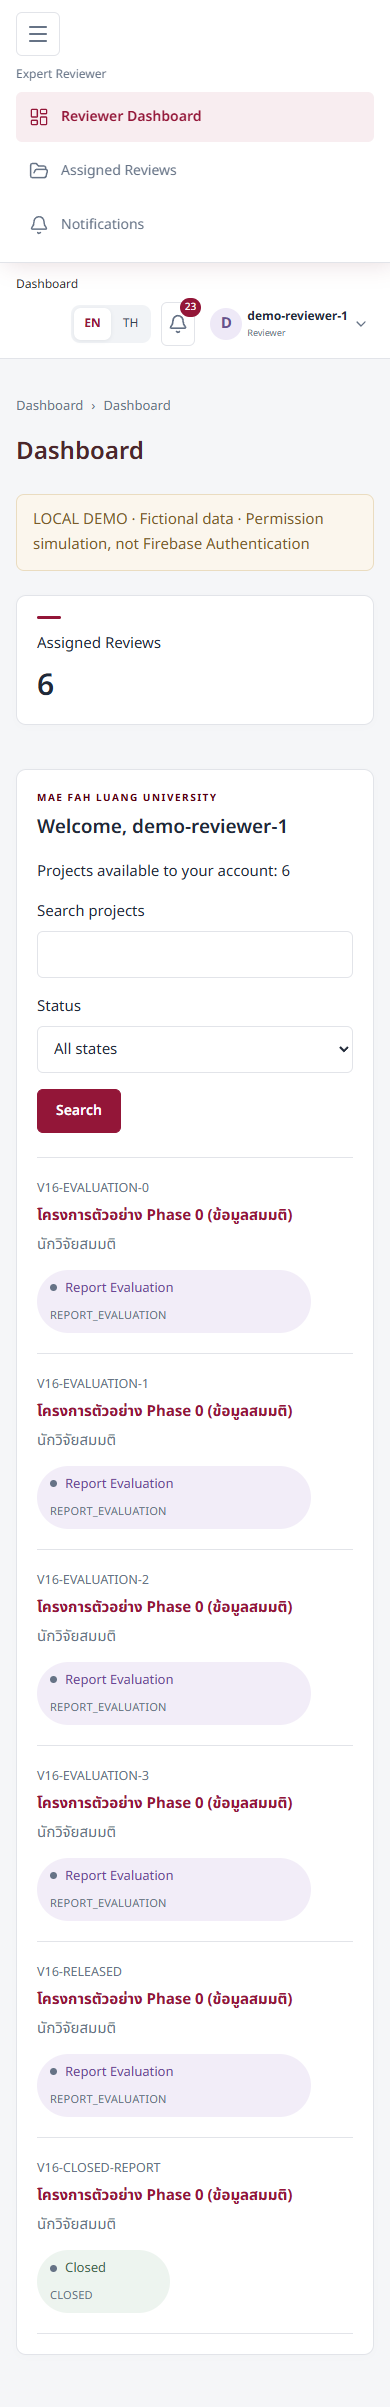 Expert Reviewer
Reviewer Dashboard
Assigned Reviews
Notifications
Dashboard
EN TH
23
D
demo-reviewer-1
Reviewer
Dashboard › Dashboard
Dashboard
LOCAL DEMO · Fictional data · Permission
simulation, not Firebase Authentication
Assigned Reviews
6
MAE FAH LUANG UNIVERSITY
Welcome, demo-reviewer-1
Projects available to your account: 6
Search projects
Status
All states
Search
V16-EVALUATION-0
โครงการตัวอย่าง Phase 0 (ข้อมูลสมมติ)
นักวิจัยสมมติ
Report Evaluation
REPORT_EVALUATION
V16-EVALUATION-1
โครงการตัวอย่าง Phase 0 (ข้อมูลสมมติ)
นักวิจัยสมมติ
Report Evaluation
REPORT_EVALUATION
V16-EVALUATION-2
โครงการตัวอย่าง Phase 0 (ข้อมูลสมมติ)
นักวิจัยสมมติ
Report Evaluation
REPORT_EVALUATION
V16-EVALUATION-3
โครงการตัวอย่าง Phase 0 (ข้อมูลสมมติ)
นักวิจัยสมมติ
Report Evaluation
REPORT_EVALUATION
V16-RELEASED
โครงการตัวอย่าง Phase 0 (ข้อมูลสมมติ)
นักวิจัยสมมติ
Report Evaluation
REPORT_EVALUATION
V16-CLOSED-REPORT
โครงการตัวอย่าง Phase 0 (ข้อมูลสมมติ)
นักวิจัยสมมติ
Closed
CLOSED